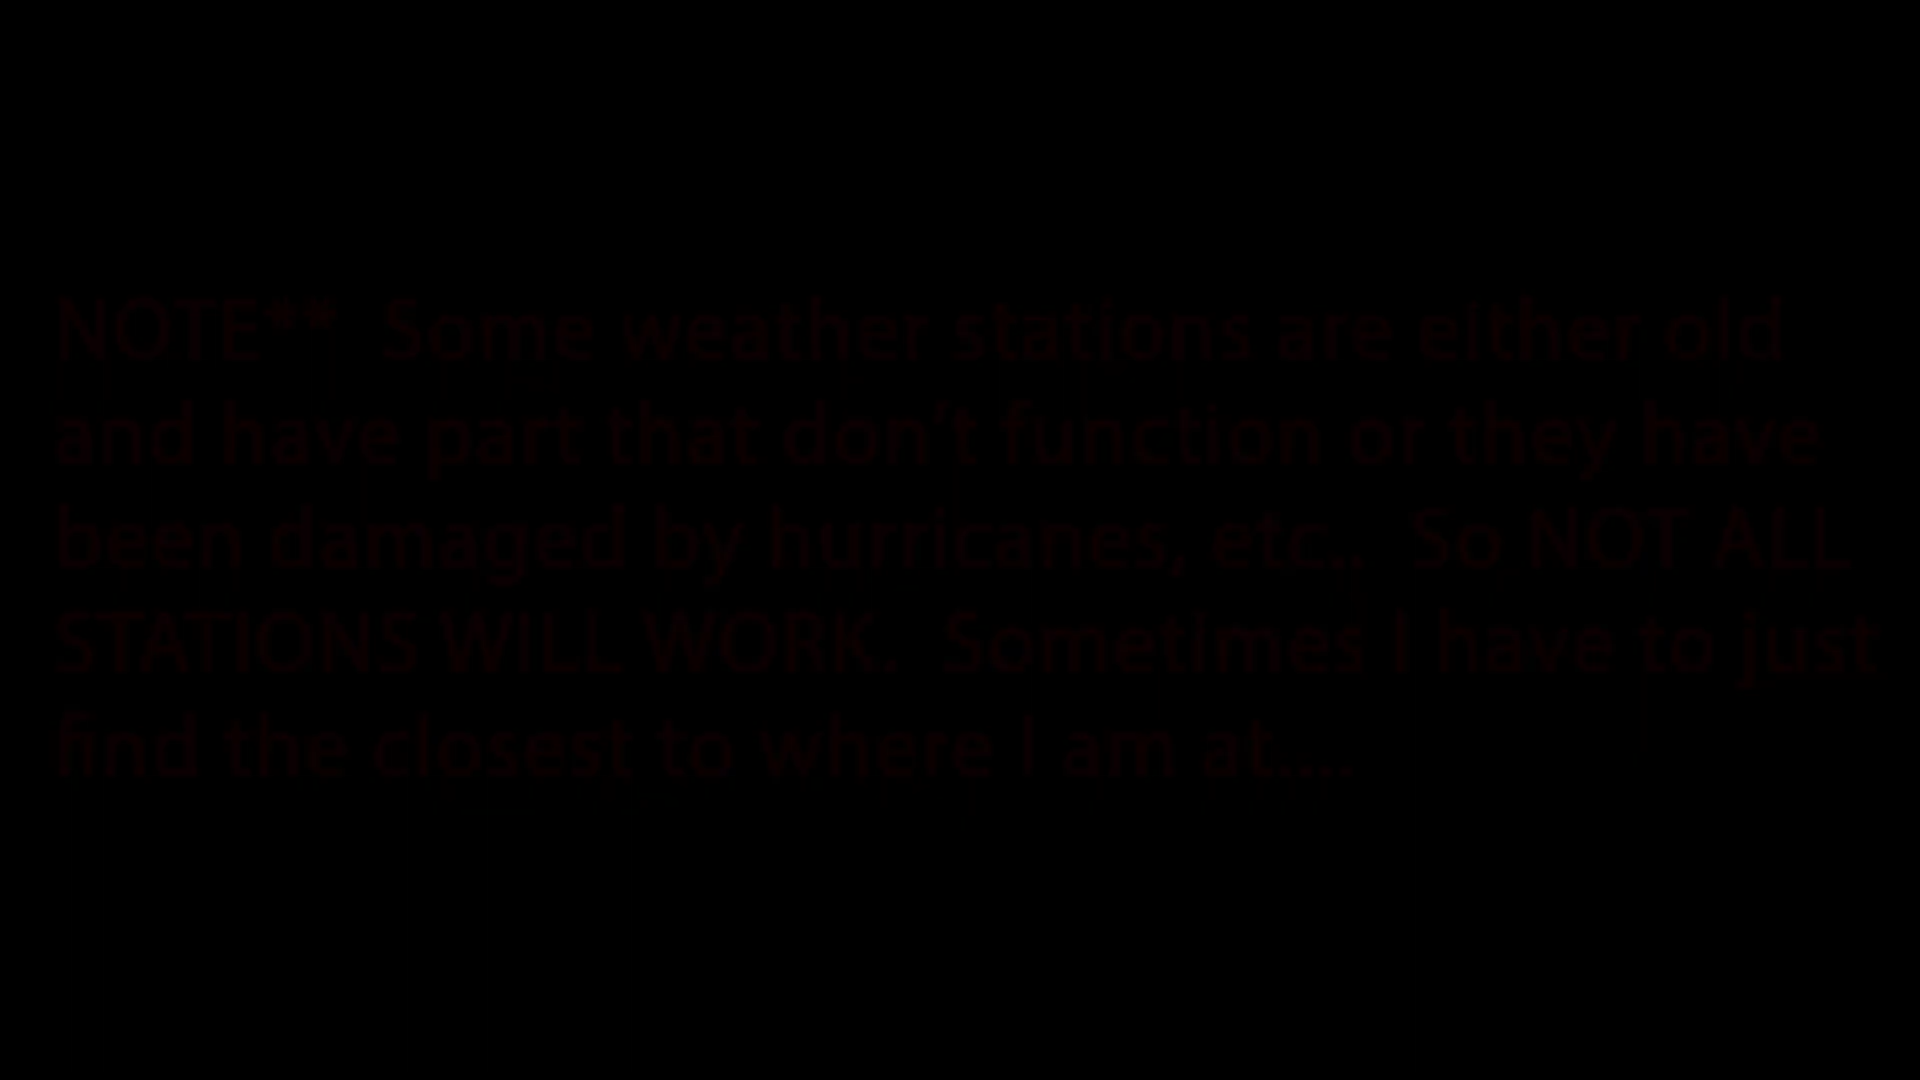 NOTE**  Some weather stations are either old
and have part that don't function or they have
been damaged by hurricanes, etc..  So NOT ALL
STATIONS WILL WORK.  Sometimes I have to just
find the closest to where I am at....